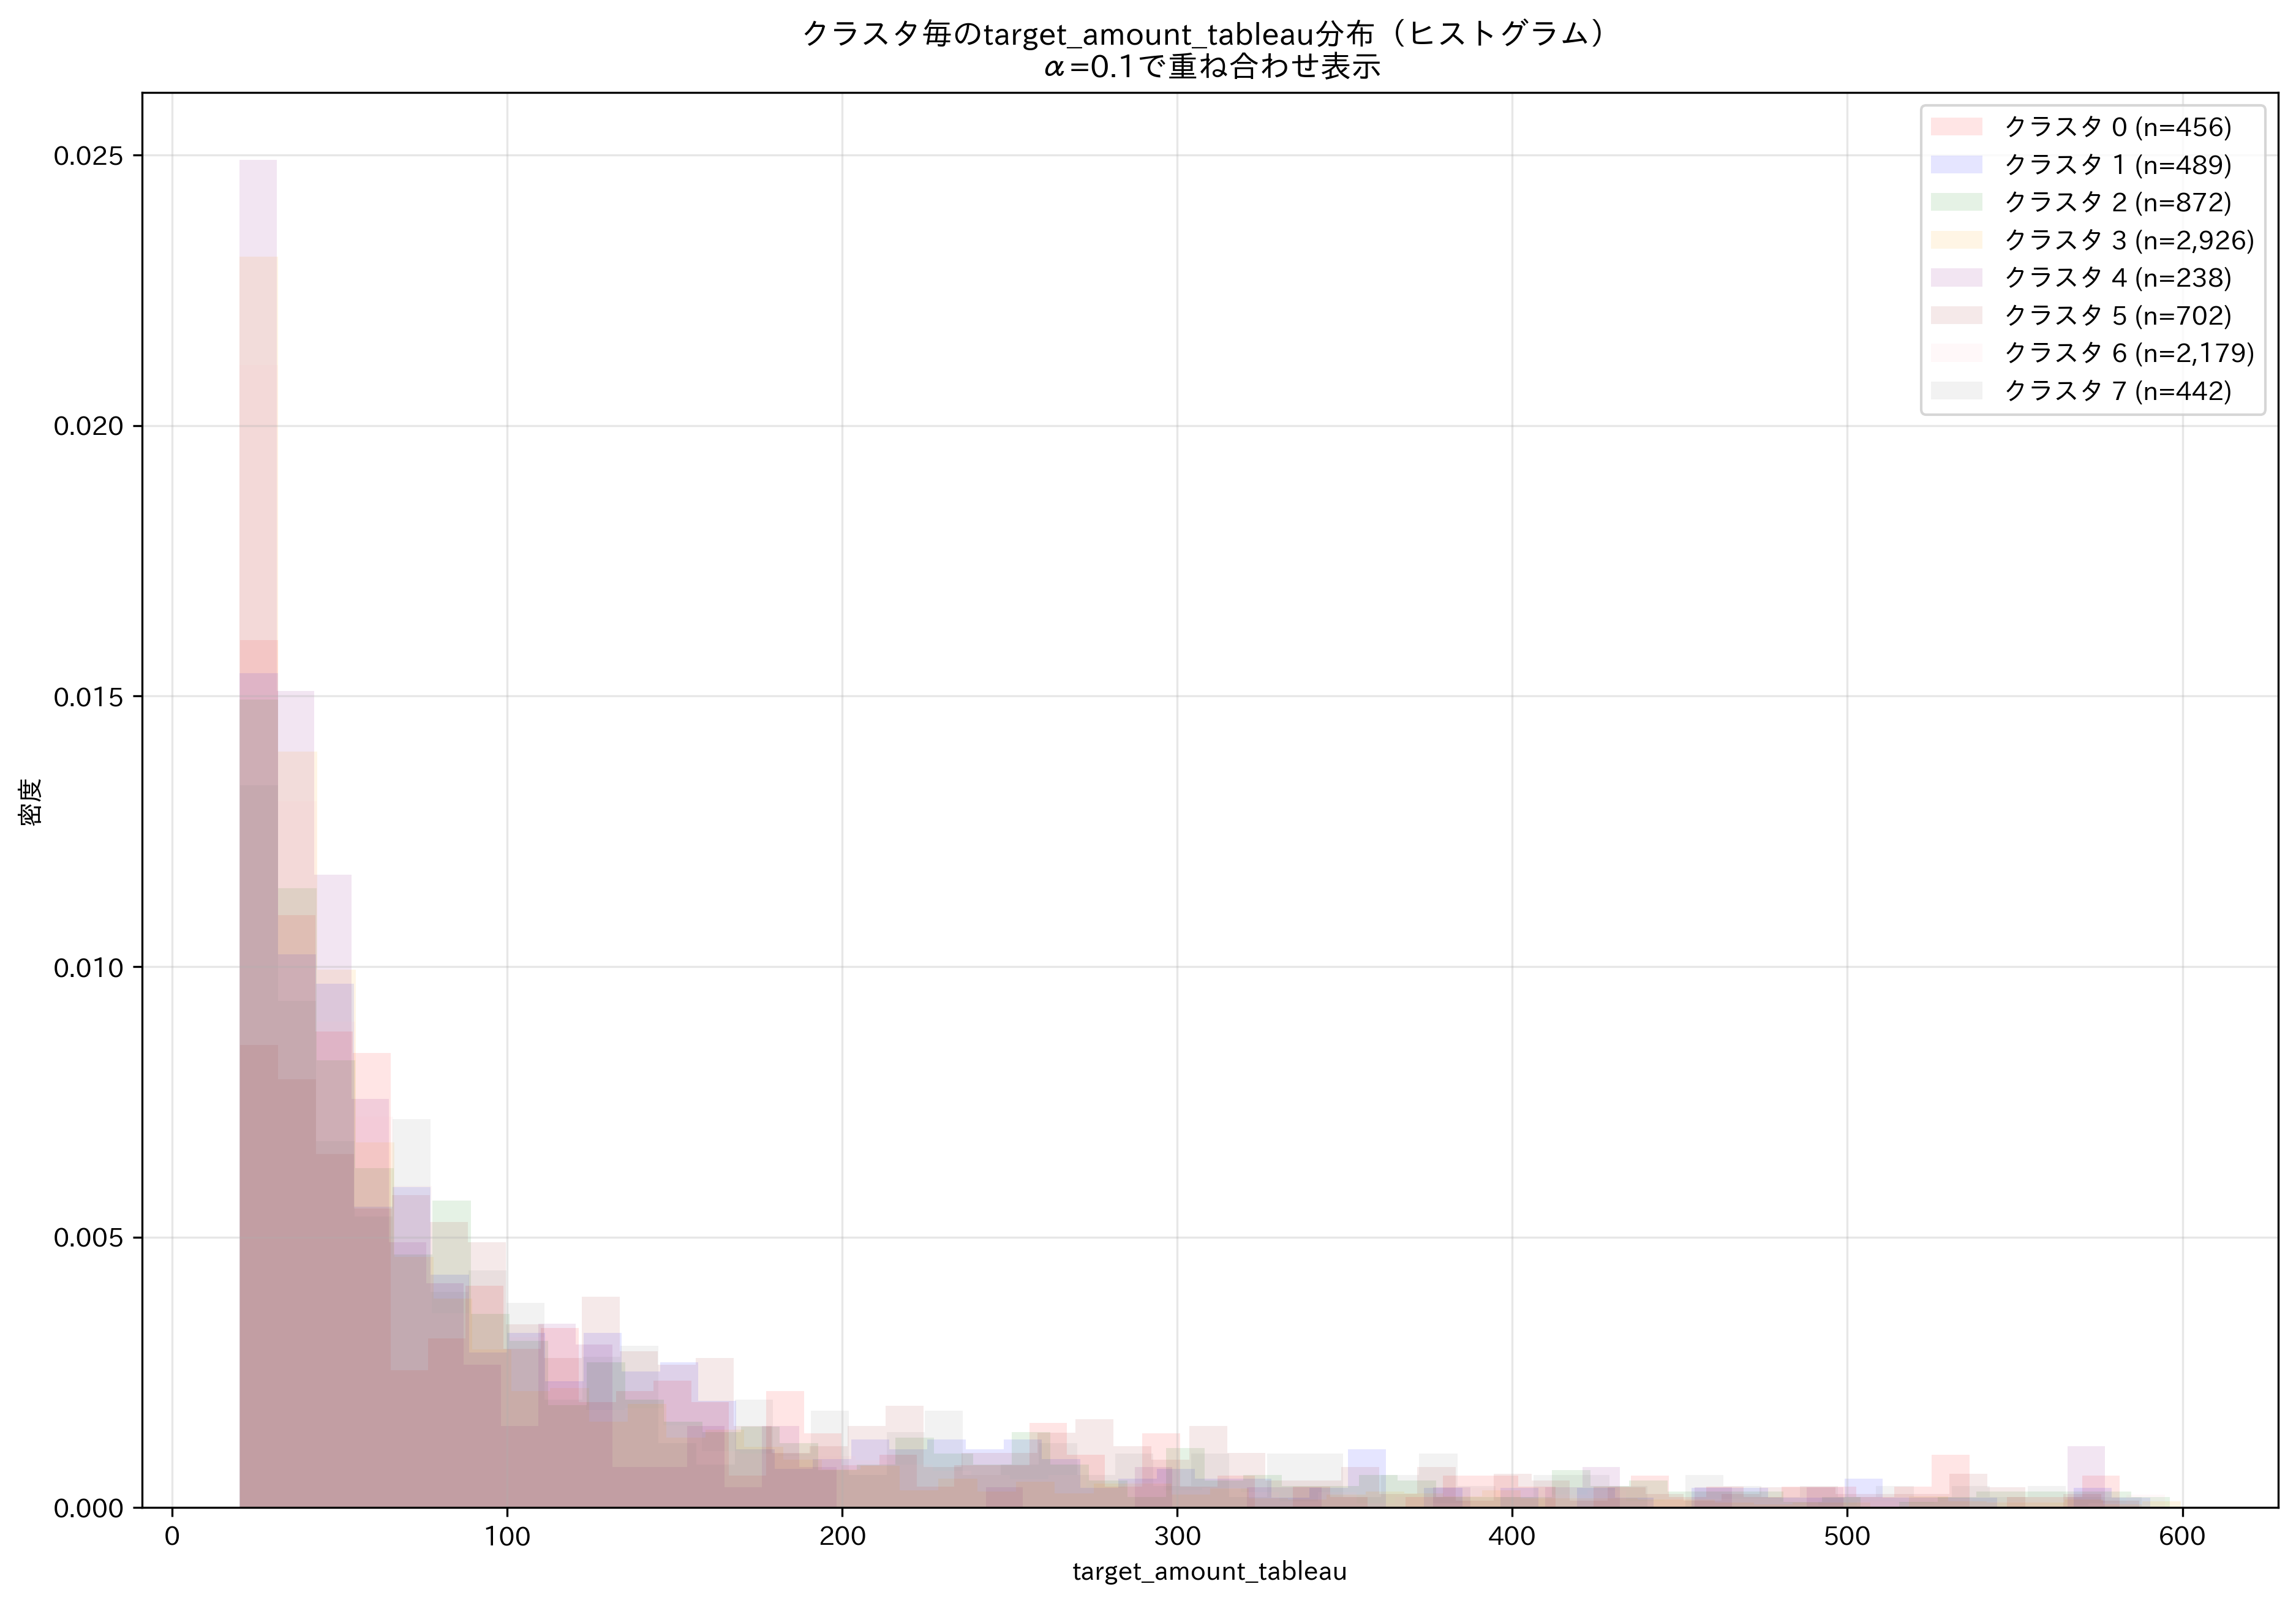 クラスタ毎のtarget_amount_tableau分布（ヒストグラム）
α=0.1で重ね合わせ表示
クラスタ 0 (n=456)
クラスタ 1 (n=489)
クラスタ 2 (n=872)
クラスタ 3 (n=2,926)
クラスタ 4 (n=238)
クラスタ 5 (n=702)
クラスタ 6 (n=2,179)
クラスタ 7 (n=442)
密度
0.025
0.020
0.015
0.010
0.005
0.000
0 100 200 300 400 500 600
target_amount_tableau